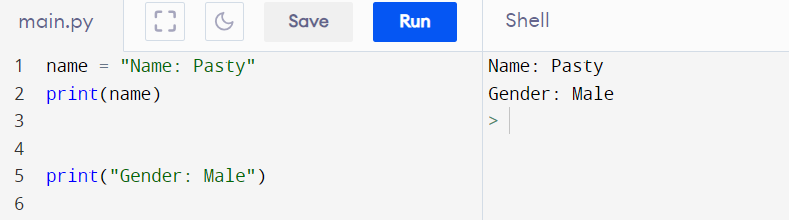 main.py Save Run Shell
1 name = "Name: Pasty"
2 print(name)
3
4
5 print("Gender: Male")
6
Name: Pasty
Gender: Male
>